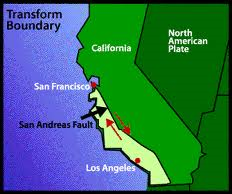 Transform
Boundary
North
American
Plate
California
San Francisco
San Andreas Fault
Los Angeles